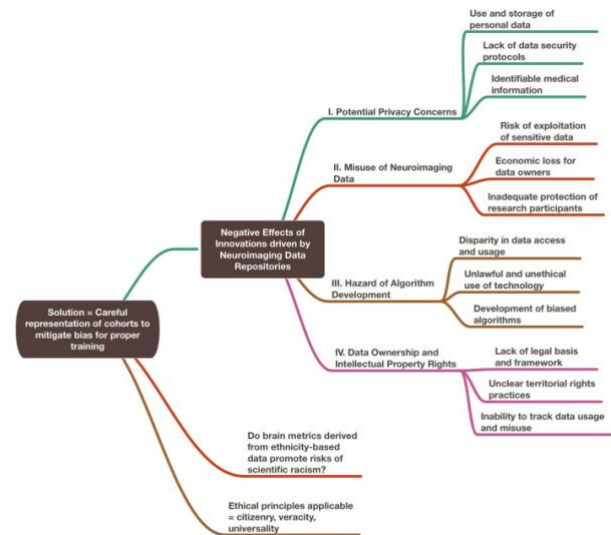 Use and storage of
personal data
Lack of data security
protocols
Identifiable medical
information
I. Potential Privacy Concerns
Risk of exploitation
of sensitive data
II. Misuse of Neuroimaging
Data
Economic loss for
data owners
Inadequate protection of
research participants
Negative Effects of
Innovations driven by
Neuroimaging Data
Repositories
Disparity in data access
and usage
III. Hazard of Algorithm
Development
Unlawful and unethical
use of technology
Development of biased
algorithms
Solution = Careful
representation of cohorts to
mitigate bias for proper
training
IV. Data Ownership and
Intellectual Property Rights
Lack of legal basis
and framework
Unclear territorial rights
practices
Inability to track data usage
and misuse
Do brain metrics derived
from ethnicity-based
data promote risks of
scientific racism?
Ethical principles applicable
= citizenry, veracity,
universality